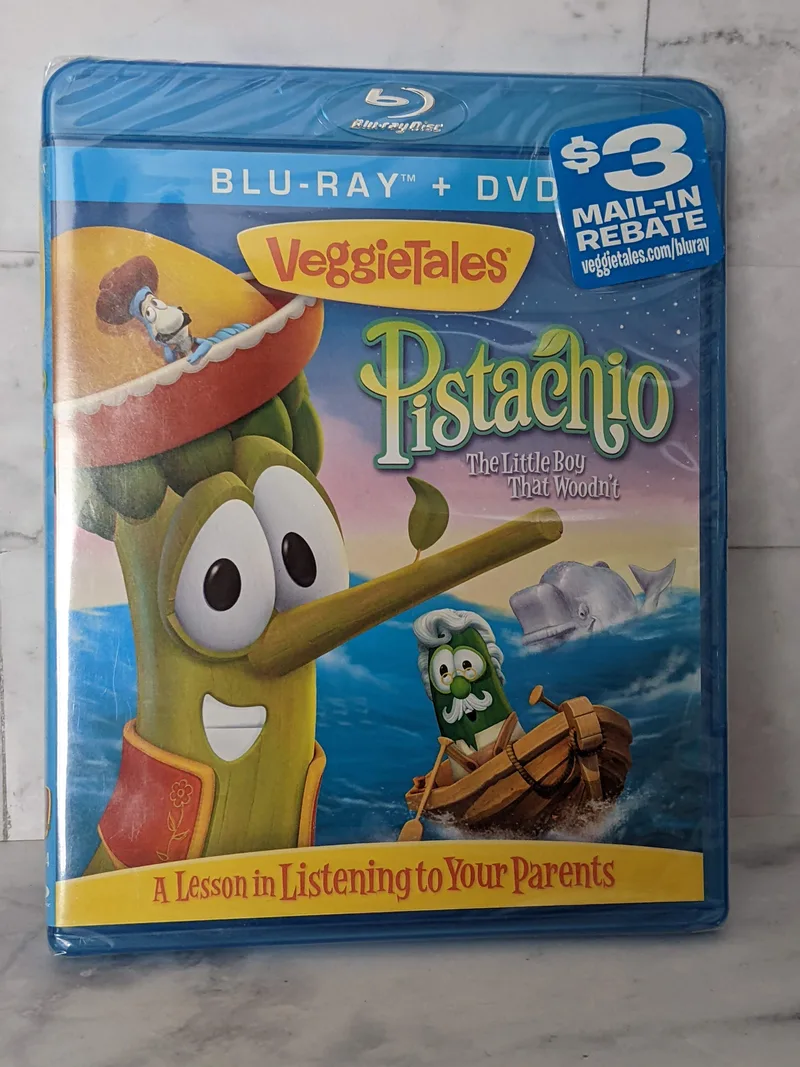 Blu-ray Disc
BLU-RAY™ + DVD
$3
MAIL-IN
REBATE
veggietales.com/bluray
VeggieTales®
Pistachio
The Little Boy
That Woodn't
A Lesson in Listening to Your Parents